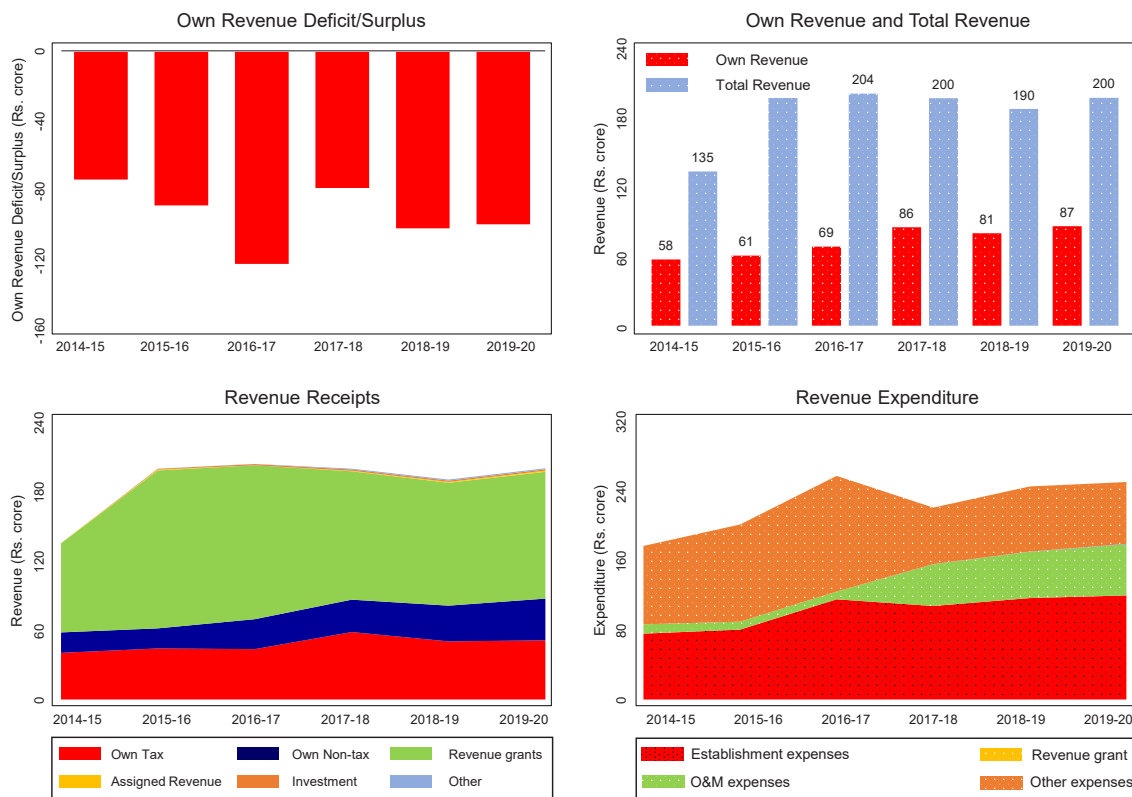 Own Revenue Deficit/Surplus
Own Revenue Deficit/Surplus (Rs. crore)
0
-40
-80
-120
-160
2014-15 2015-16 2016-17 2017-18 2018-19 2019-20
Own Revenue and Total Revenue
Revenue (Rs. crore)
240
180
120
60
0
Own Revenue
Total Revenue
58 135 61 69 204 86 200 81 190 87 200
2014-15 2015-16 2016-17 2017-18 2018-19 2019-20
Revenue Receipts
Revenue (Rs. crore)
240
180
120
60
0
2014-15 2015-16 2016-17 2017-18 2018-19 2019-20
Own Tax Own Non-tax Revenue grants
Assigned Revenue Investment Other
Revenue Expenditure
Expenditure (Rs. crore)
320
240
160
80
0
2014-15 2015-16 2016-17 2017-18 2018-19 2019-20
Establishment expenses Revenue grant
O&M expenses Other expenses